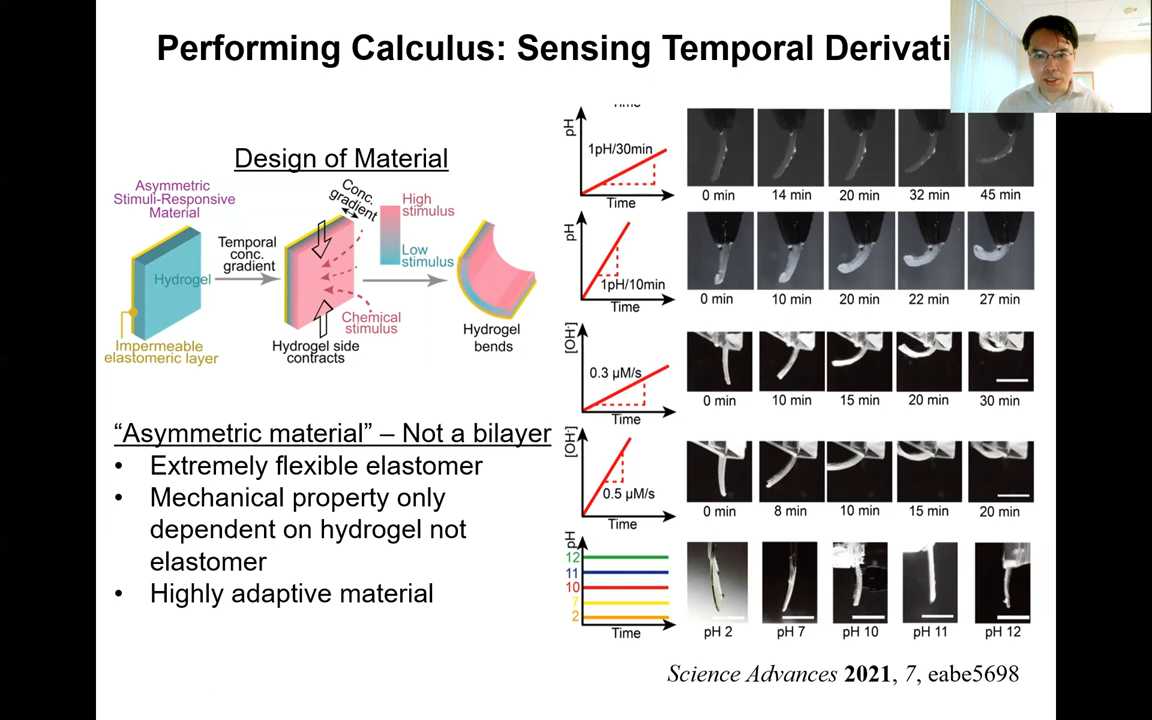 Performing Calculus: Sensing Temporal Derivati
Design of Material
Asymmetric
Stimuli-Responsive
Material
Hydrogel
Impermeable
elastomeric layer
Temporal
conc.
gradient
Conc.
gradient
High
stimulus
Low
stimulus
Chemical
stimulus
Hydrogel side
contracts
Hydrogel
bends
“Asymmetric material” – Not a bilayer
• Extremely flexible elastomer
• Mechanical property only
dependent on hydrogel not
elastomer
• Highly adaptive material
pH
1pH/30min
Time
0 min 14 min 20 min 32 min 45 min
pH
1pH/10min
Time
0 min 10 min 20 min 22 min 27 min
[OH-]
0.3 µM/s
Time
0 min 10 min 15 min 20 min 30 min
[OH-]
0.5 µM/s
Time
0 min 8 min 10 min 15 min 20 min
pH
12
11
10
7
2
Time
pH 2 pH 7 pH 10 pH 11 pH 12
Science Advances 2021, 7, eabe5698